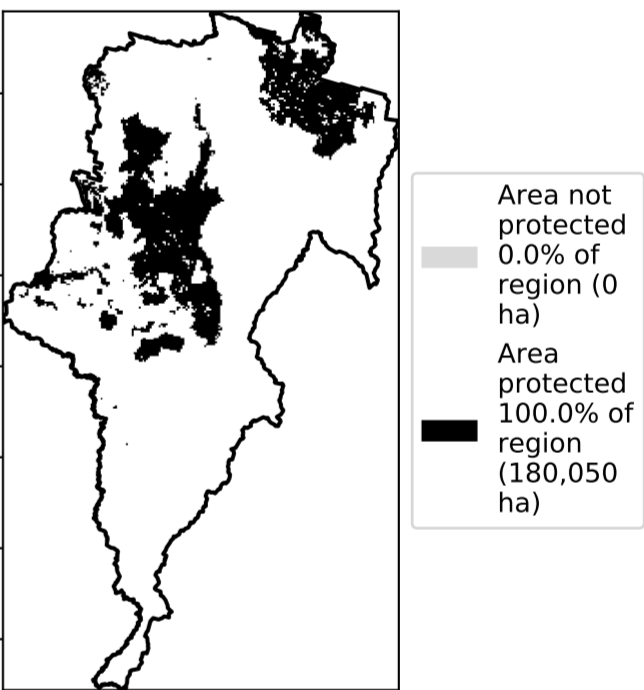 Area not
protected
0.0% of
region (0
ha)
Area
protected
100.0% of
region
(180,050
ha)